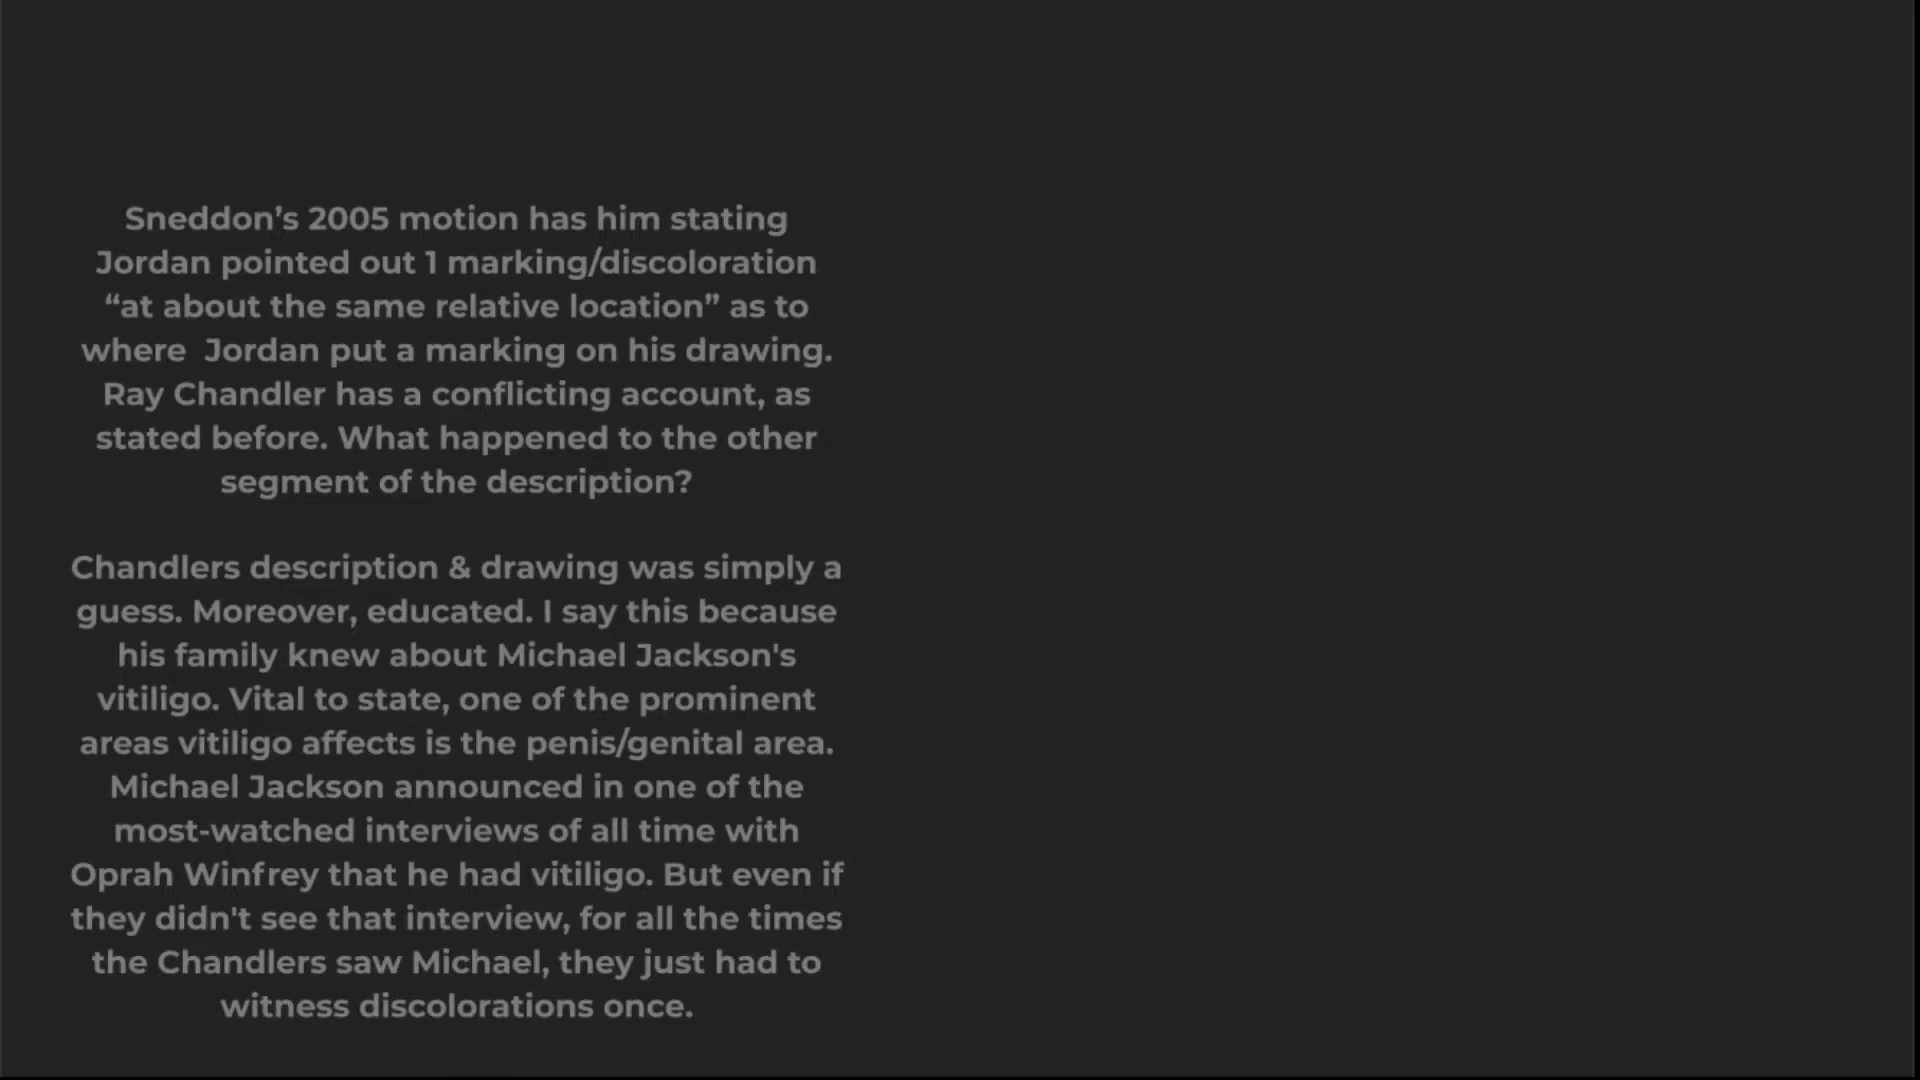 Sneddon’s 2005 motion has him stating
Jordan pointed out 1 marking/discoloration
“at about the same relative location” as to
where  Jordan put a marking on his drawing.
Ray Chandler has a conflicting account, as
stated before. What happened to the other
segment of the description?
Chandlers description & drawing was simply a
guess. Moreover, educated. I say this because
his family knew about Michael Jackson's
vitiligo. Vital to state, one of the prominent
areas vitiligo affects is the penis/genital area.
Michael Jackson announced in one of the
most-watched interviews of all time with
Oprah Winfrey that he had vitiligo. But even if
they didn't see that interview, for all the times
the Chandlers saw Michael, they just had to
witness discolorations once.